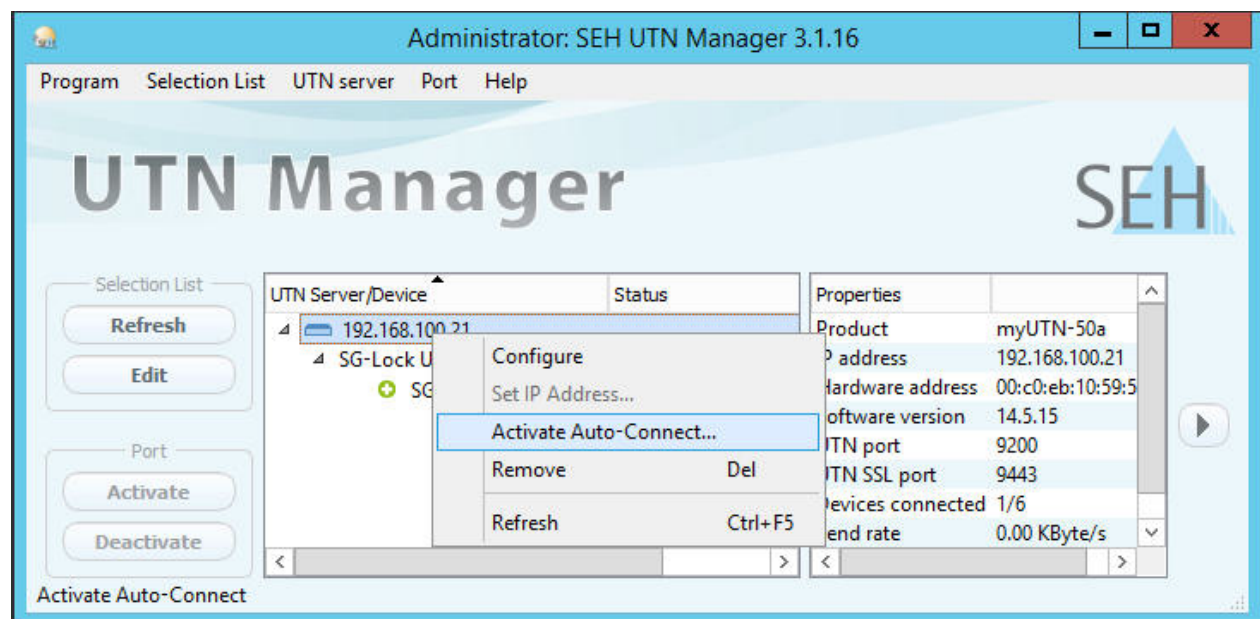 Administrator: SEH UTN Manager 3.1.16
Program Selection List UTN server Port Help
UTN Manager
SEH
Selection List
Refresh
Edit
Port
Activate
Deactivate
UTN Server/Device Status
192.168.100.21
SG-Lock U
SG
Configure
Set IP Address...
Activate Auto-Connect...
Remove Del
Refresh Ctrl+F5
Properties
Product myUTN-50a
P address 192.168.100.21
Hardware address 00:c0:eb:10:59:5
oftware version 14.5.15
UTN port 9200
UTN SSL port 9443
Devices connected 1/6
end rate 0.00 KByte/s
Activate Auto-Connect